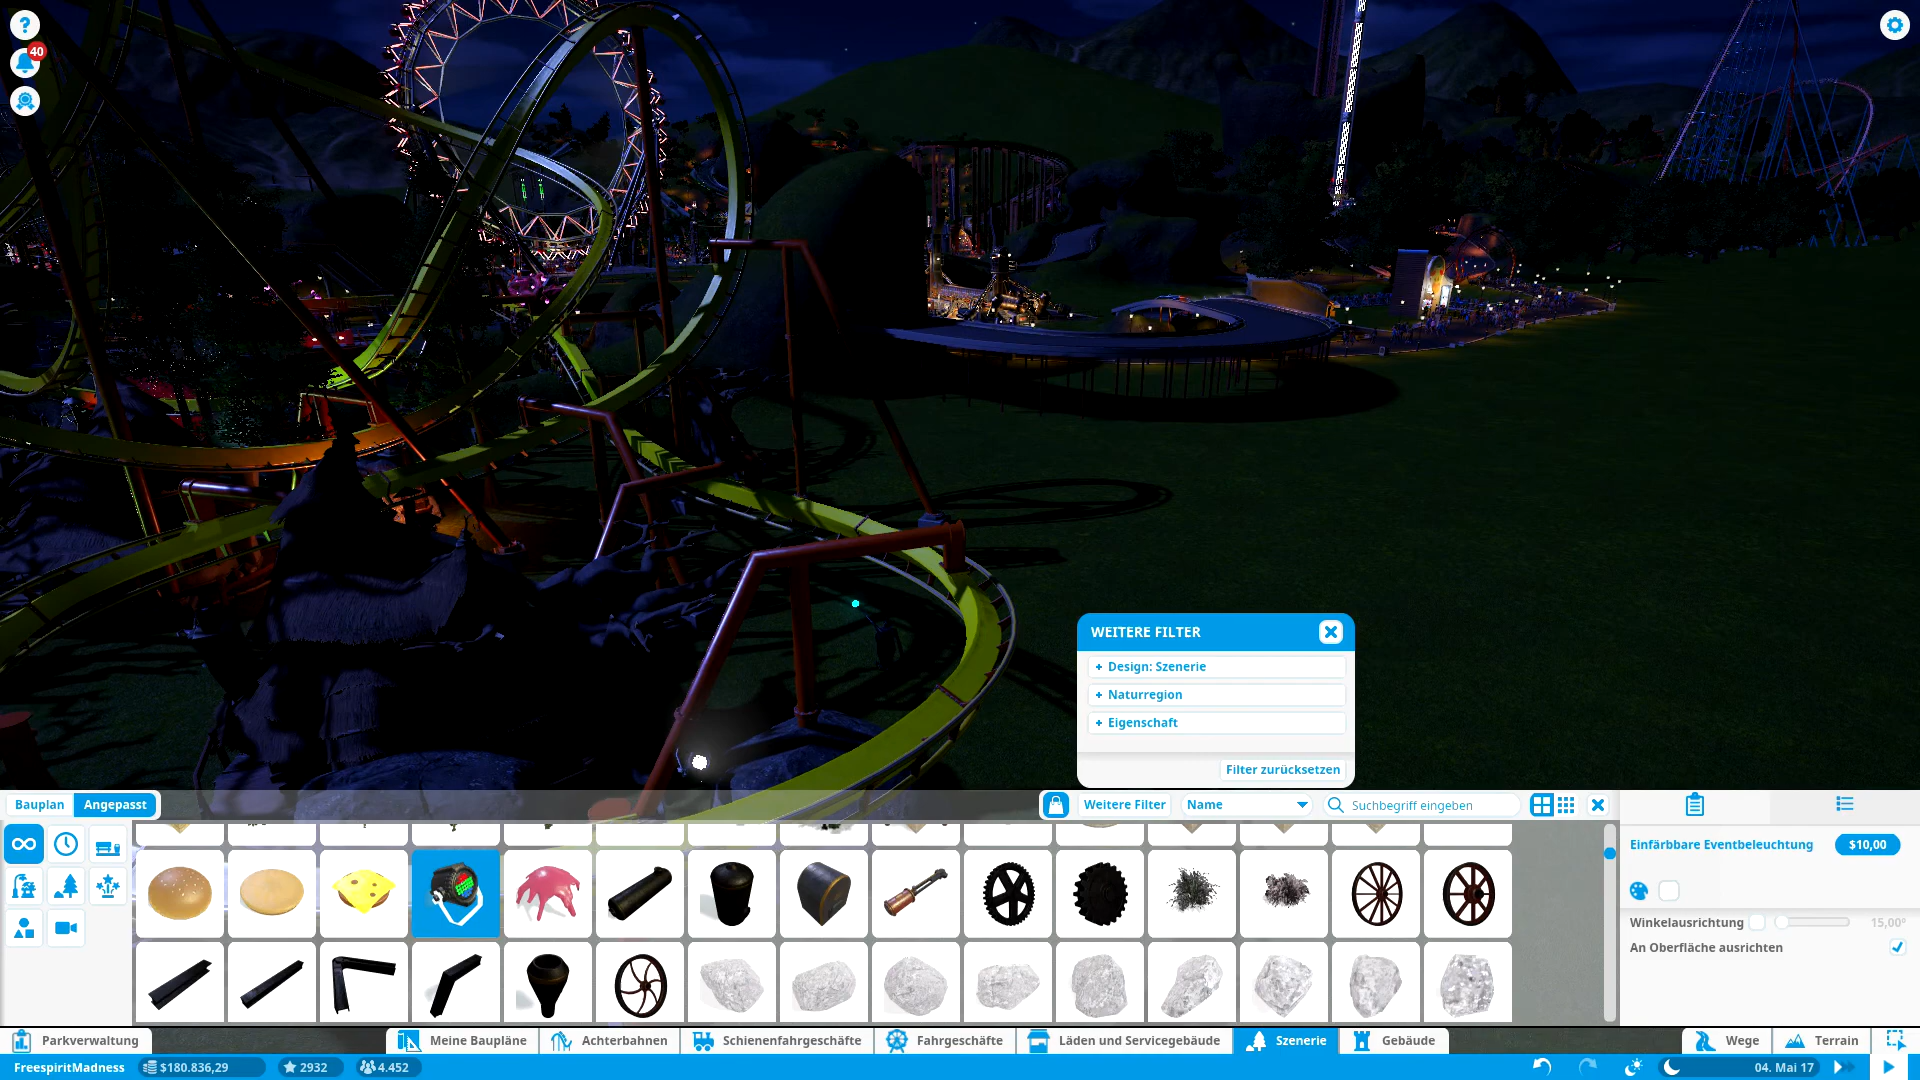 ?
40
WEITERE FILTER
+ Design: Szenerie
+ Naturregion
+ Eigenschaft
Filter zurücksetzen
Bauplan Angepasst
Weitere Filter Name Suchbegriff eingeben
Einfärbbare Eventbeleuchtung $10,00
Winkelausrichtung 15,00°
An Oberfläche ausrichten
Parkverwaltung Meine Baupläne Achterbahnen Schienenfahrgeschäfte Fahrgeschäfte Läden und Servicegebäude Szenerie Gebäude Wege Terrain
FreespiritMadness $180.836,29 2932 4.452 04. Mai 17